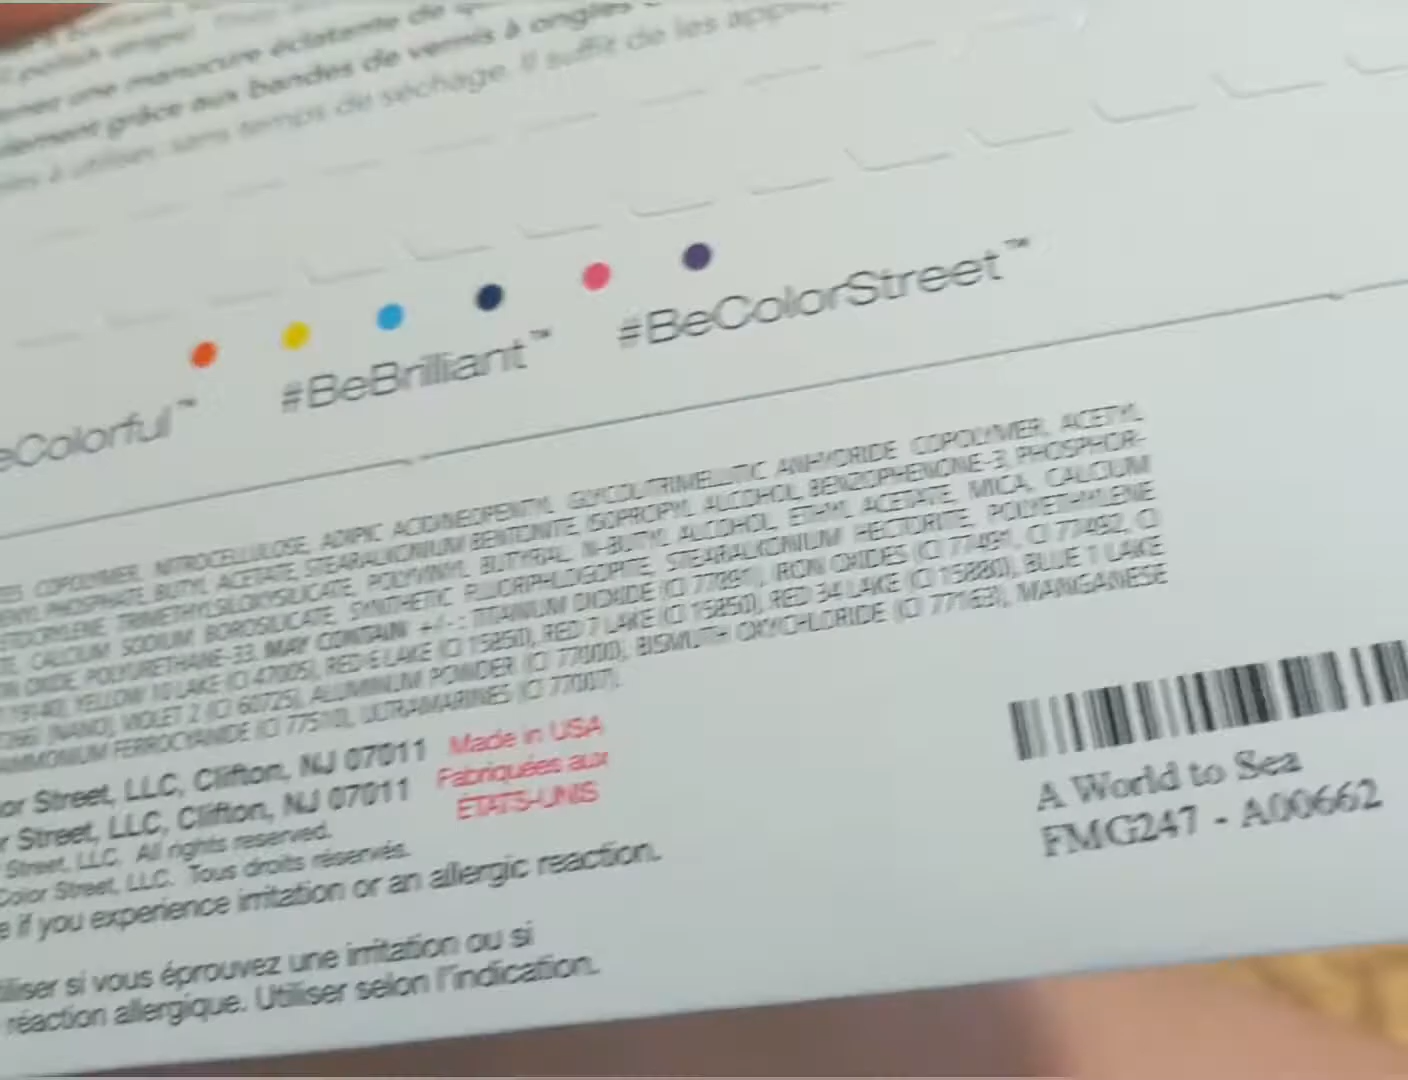 polish
une manucure éclatante de
grâce aux bandes de vernis à ongles
à utiliser, sans temps de séchage. Il suffit de les
eColorful™ #BeBrilliant™ #BeColorStreet™
COPOLYMER, NITROCELLULOSE, ADIPIC ACID/NEOPENTYL GLYCOL/TRIMELLITIC ANHYDRIDE COPOLYMER, ACETYL
PHOSPHATE, BUTYL ACETATE, STEARALKONIUM BENTONITE, ISOPROPYL ALCOHOL, BENZOPHENONE-3, PHOSPHOR-
TRIMETHYLSILOXYSILICATE, POLYVINYL BUTYRAL, N-BUTYL ALCOHOL, ETHYL ACETATE, MICA, CALCIUM
CALCIUM SODIUM BOROSILICATE, SYNTHETIC FLUORPHLOGOPITE, STEARALKONIUM HECTORITE, POLYETHYLENE
OXIDE, POLYURETHANE-33. MAY CONTAIN +/- : TITANIUM DIOXIDE (CI 77891), IRON OXIDES (CI 77491, CI 77492, CI
19140), YELLOW 10 LAKE (CI 47005), RED 6 LAKE (CI 15850), RED 7 LAKE (CI 15850), RED 34 LAKE (CI 15880), BLUE 1 LAKE
(NANO), VIOLET 2 (CI 60725), ALUMINUM POWDER (CI 77000), BISMUTH OXYCHLORIDE (CI 77163), MANGANESE
AMMONIUM FERROCYANIDE (CI 77510), ULTRAMARINES (CI 77007).
or Street, LLC, Clifton, NJ 07011
r Street, LLC, Clifton, NJ 07011
Made in USA
Fabriquées aux
ÉTATS-UNIS
Street, LLC. All rights reserved.
Color Street, LLC. Tous droits réservés.
e if you experience irritation or an allergic reaction.
iliser si vous éprouvez une irritation ou si
réaction allergique. Utiliser selon l'indication.
A World to Sea
FMG247 - A00662